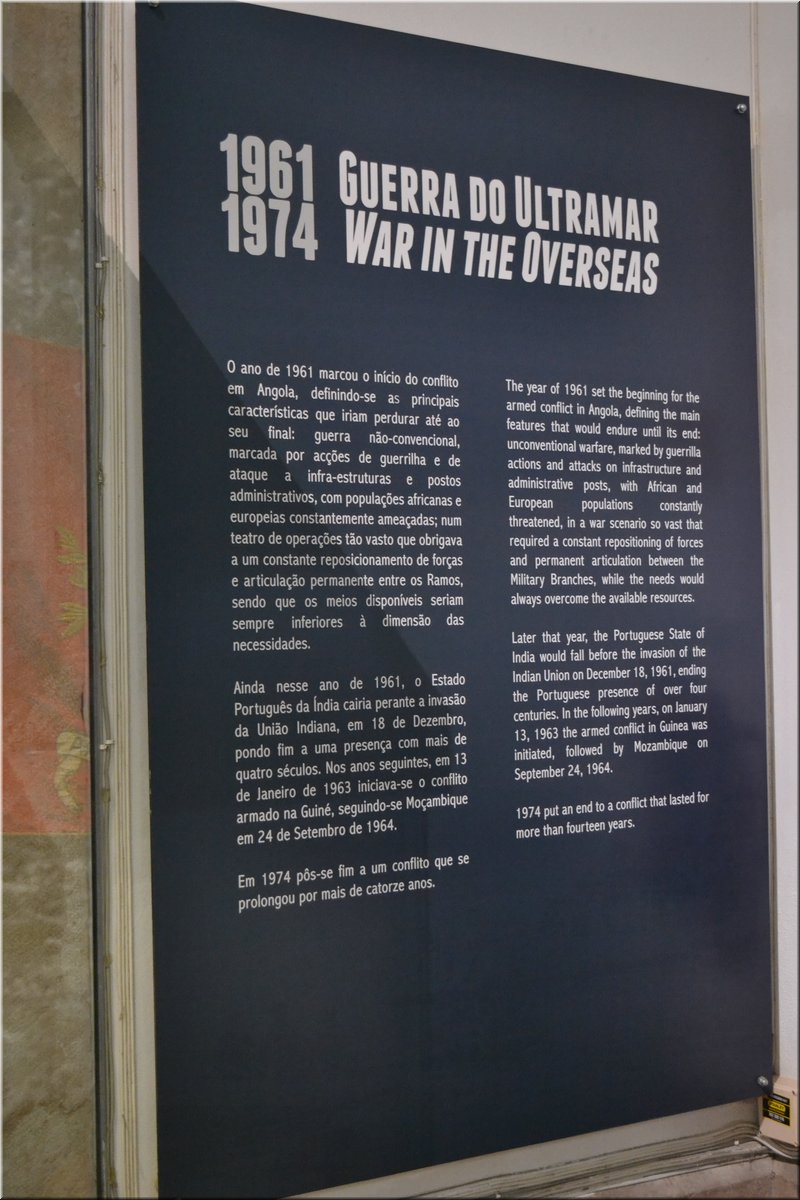 1961
1974
GUERRA DO ULTRAMAR
WAR IN THE OVERSEAS
O ano de 1961 marcou o início do conflito
em Angola, definindo-se as principais
características que iriam perdurar até ao
seu final: guerra não-convencional,
marcada por acções de guerrilha e de
ataque a infra-estruturas e postos
administrativos, com populações africanas e
europeias constantemente ameaçadas; num
teatro de operações tão vasto que obrigava
a um constante reposicionamento de forças
e articulação permanente entre os Ramos,
sendo que os meios disponíveis seriam
sempre inferiores à dimensão das
necessidades.
Ainda nesse ano de 1961, o Estado
Português da Índia cairia perante a invasão
da União Indiana, em 18 de Dezembro,
pondo fim a uma presença com mais de
quatro séculos. Nos anos seguintes, em 13
de Janeiro de 1963 iniciava-se o conflito
armado na Guiné, seguindo-se Moçambique
em 24 de Setembro de 1964.
Em 1974 pôs-se fim a um conflito que se
prolongou por mais de catorze anos.
The year of 1961 set the beginning for the
armed conflict in Angola, defining the main
features that would endure until its end:
unconventional warfare, marked by guerrilla
actions and attacks on infrastructure and
administrative posts, with African and
European populations constantly
threatened, in a war scenario so vast that
required a constant repositioning of forces
and permanent articulation between the
Military Branches, while the needs would
always overcome the available resources.
Later that year, the Portuguese State of
India would fall before the invasion of the
Indian Union on December 18, 1961, ending
the Portuguese presence of over four
centuries. In the following years, on January
13, 1963 the armed conflict in Guinea was
initiated, followed by Mozambique on
September 24, 1964.
1974 put an end to a conflict that lasted for
more than fourteen years.